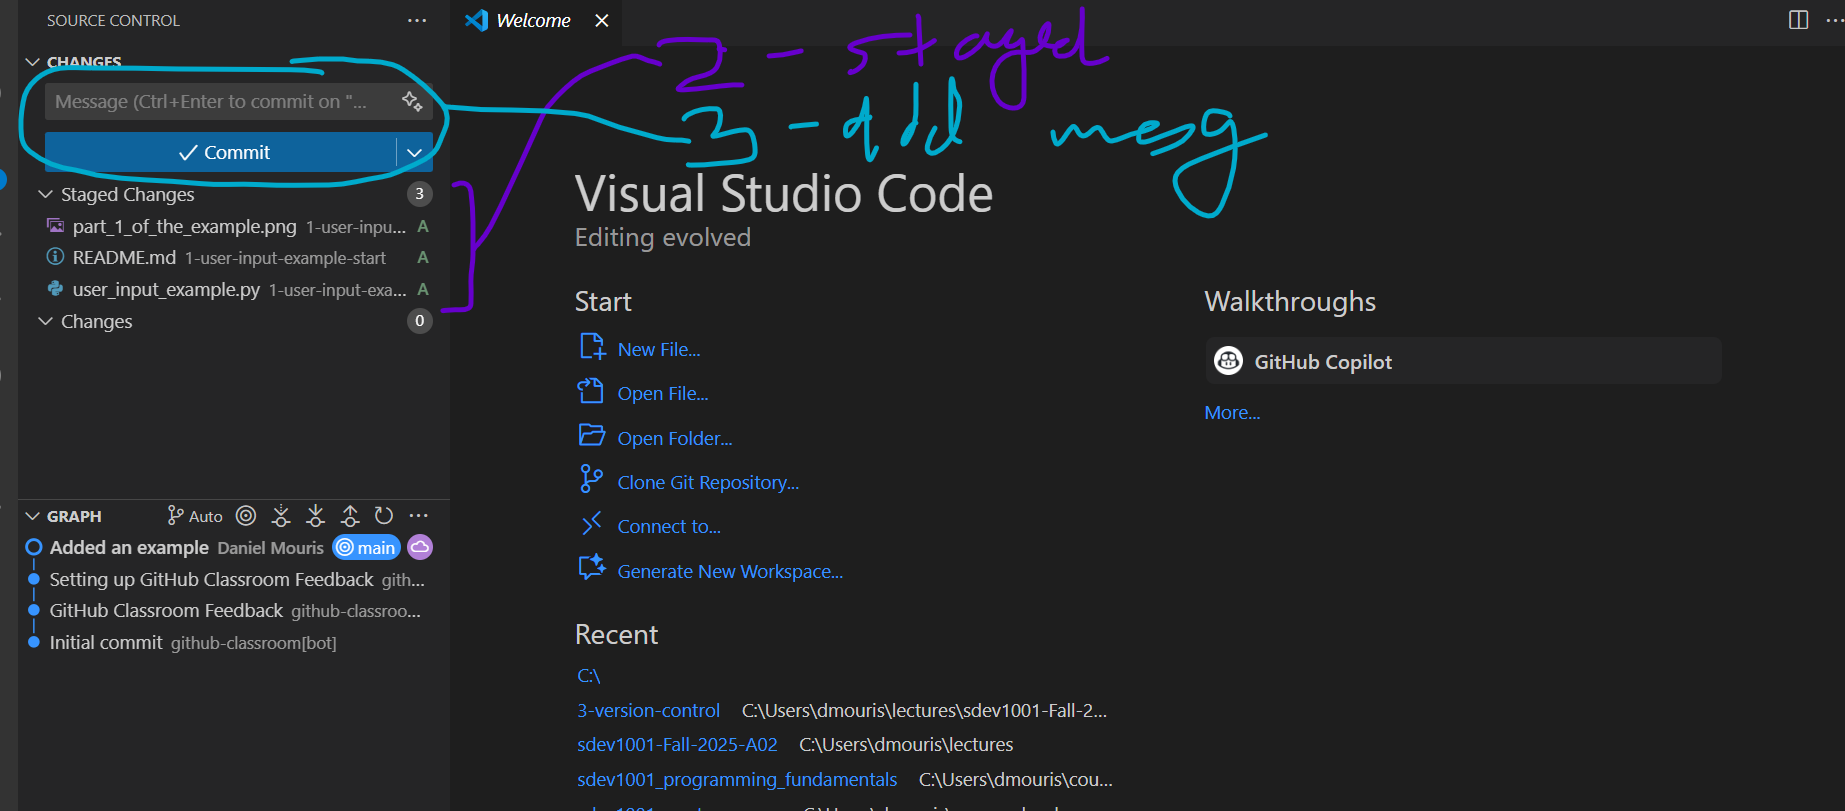 SOURCE CONTROL ...
Welcome
2 - staged
CHANGES
Message (Ctrl+Enter to commit on "...
3 - add mesg
Commit
Staged Changes 3
part_1_of_the_example.png 1-user-inpu... A
README.md 1-user-input-example-start A
user_input_example.py 1-user-input-exa... A
Changes 0
Visual Studio Code
Editing evolved
Start
New File...
Open File...
Open Folder...
Clone Git Repository...
Connect to...
Generate New Workspace...
Walkthroughs
GitHub Copilot
More...
GRAPH Auto ...
Added an example Daniel Mouris main
Setting up GitHub Classroom Feedback gith...
GitHub Classroom Feedback github-classroo...
Initial commit github-classroom[bot]
Recent
C:\
3-version-control C:\Users\dmouris\lectures\sdev1001-Fall-2...
sdev1001-Fall-2025-A02 C:\Users\dmouris\lectures
sdev1001_programming_fundamentals C:\Users\dmouris\cou...